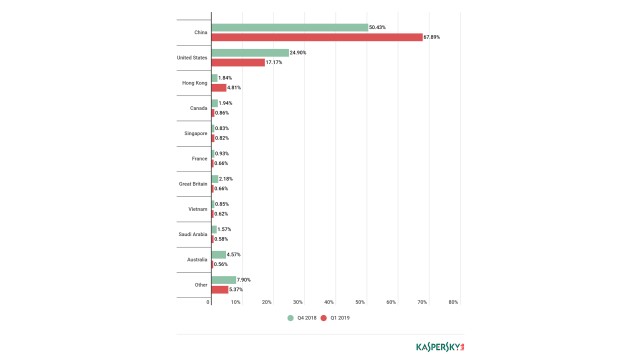 China
50.43%
67.89%
United States
24.90%
17.17%
Hong Kong
1.84%
4.81%
Canada
1.94%
0.86%
Singapore
0.83%
0.82%
France
0.93%
0.66%
Great Britain
2.18%
0.66%
Vietnam
0.85%
0.62%
Saudi Arabia
1.57%
0.58%
Australia
4.57%
0.56%
Other
7.90%
5.37%
0 10% 20% 30% 40% 50% 60% 70% 80%
Q4 2018 Q1 2019
KASPERSKY